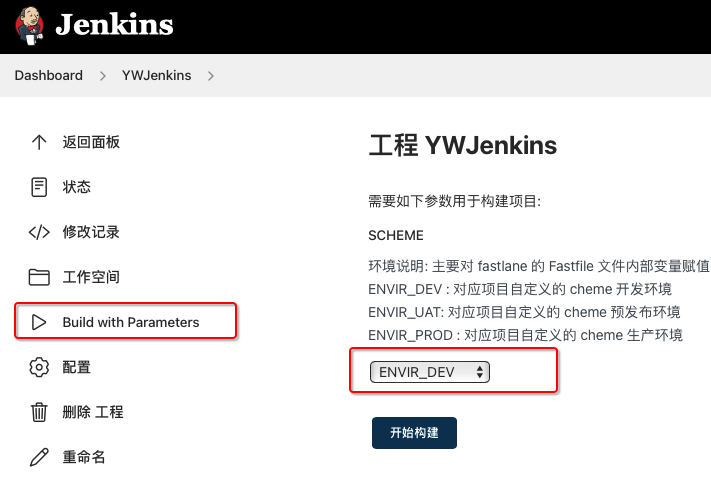 Jenkins
Dashboard
YWJenkins
返回面板
状态
修改记录
工作空间
Build with Parameters
配置
删除 工程
重命名
工程 YWJenkins
需要如下参数用于构建项目:
SCHEME
环境说明: 主要对 fastlane 的 Fastfile 文件内部变量赋值
ENVIR_DEV : 对应项目自定义的 cheme 开发环境
ENVIR_UAT: 对应项目自定义的 cheme 预发布环境
ENVIR_PROD : 对应项目自定义的 cheme 生产环境
ENVIR_DEV
开始构建